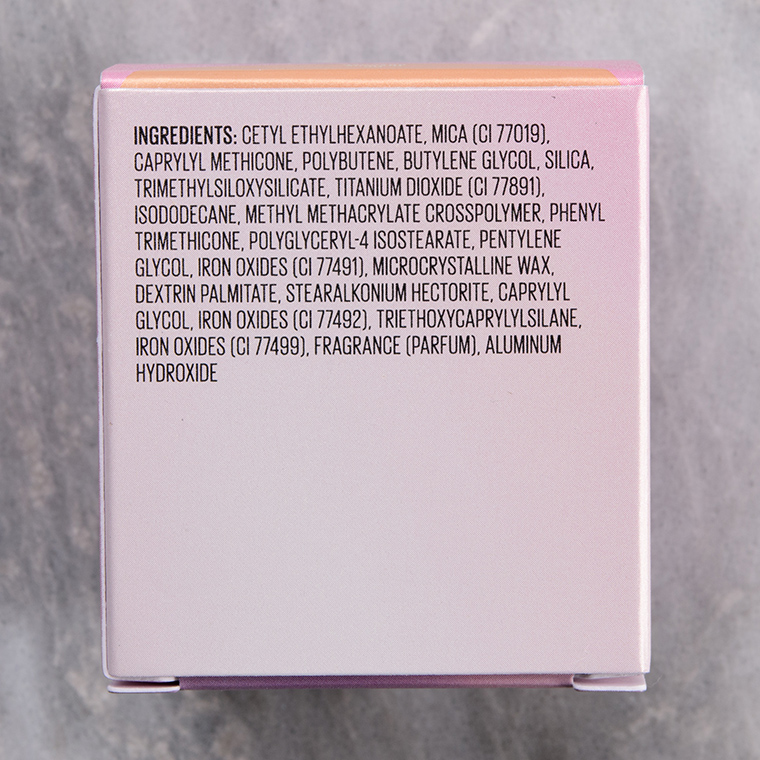 INGREDIENTS: CETYL ETHYLHEXANOATE, MICA (CI 77019),
CAPRYLYL METHICONE, POLYBUTENE, BUTYLENE GLYCOL, SILICA,
TRIMETHYLSILOXYSILICATE, TITANIUM DIOXIDE (CI 77891),
ISODODECANE, METHYL METHACRYLATE CROSSPOLYMER, PHENYL
TRIMETHICONE, POLYGLYCERYL-4 ISOSTEARATE, PENTYLENE
GLYCOL, IRON OXIDES (CI 77491), MICROCRYSTALLINE WAX,
DEXTRIN PALMITATE, STEARALKONIUM HECTORITE, CAPRYLYL
GLYCOL, IRON OXIDES (CI 77492), TRIETHOXYCAPRYLYLSILANE,
IRON OXIDES (CI 77499), FRAGRANCE (PARFUM), ALUMINUM
HYDROXIDE